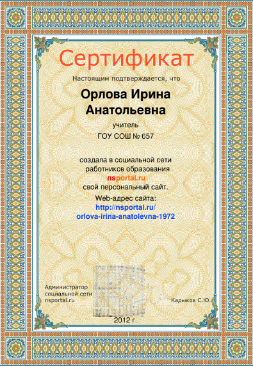 Сертификат
Настоящим подтверждается, что
Орлова Ирина
Анатольевна
учитель
ГОУ СОШ № 657
создала в социальной сети
работников образования
nsportal.ru
свой персональный сайт.
Web-адрес сайта:
http://nsportal.ru/
orlova-irina-anatolevna-1972
Администратор
социальной сети
nsportal.ru
Кадыков С.Ю.
2012 г